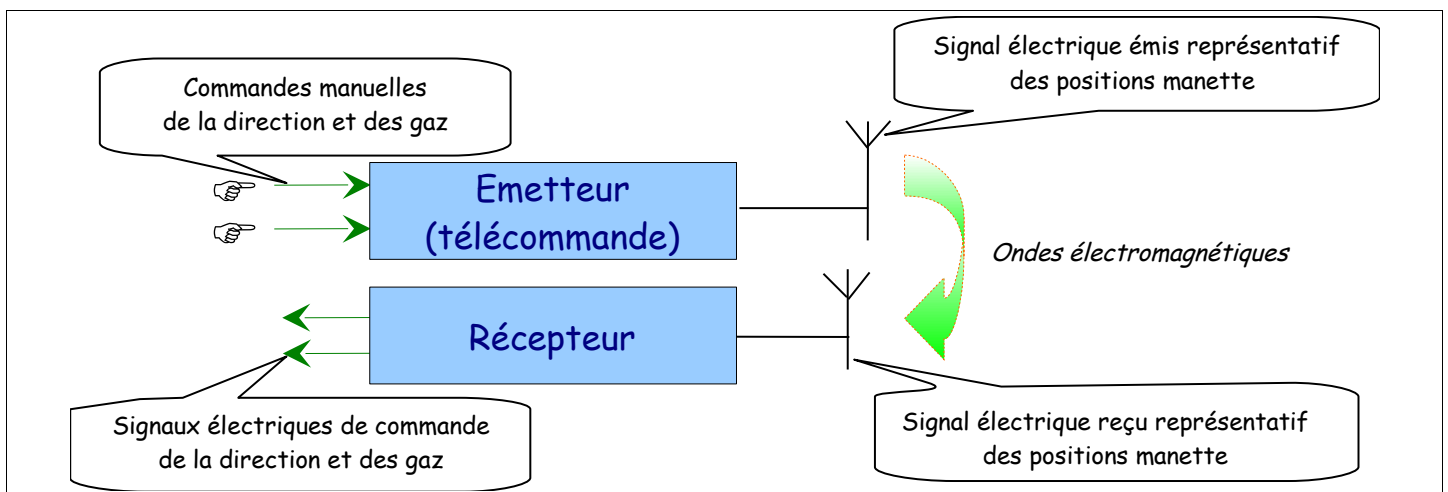 Signal électrique émis représentatif
des positions manette
Commandes manuelles
de la direction et des gaz
Emetteur
(télécommande)
Ondes électromagnétiques
Récepteur
Signaux électriques de commande
de la direction et des gaz
Signal électrique reçu représentatif
des positions manette